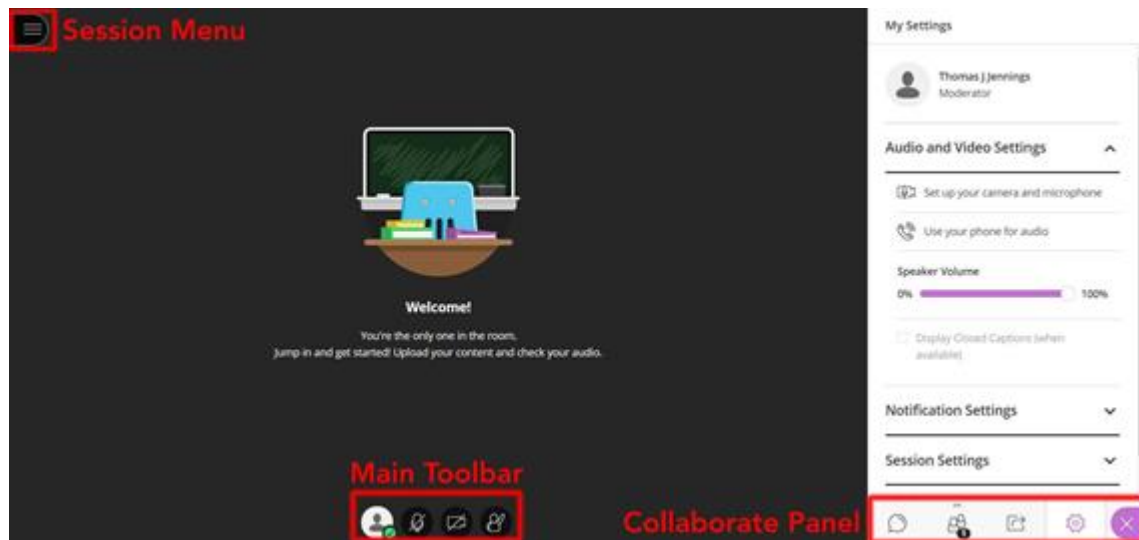 Session Menu
My Settings
Thomas J Jennings
Moderator
Audio and Video Settings
Set up your camera and microphone
Use your phone for audio
Speaker Volume
0% 100%
Display Closed Captions (when
available)
Notification Settings
Session Settings
Welcome!
You're the only one in the room.
Jump in and get started! Upload your content and check your audio.
Main Toolbar
Collaborate Panel